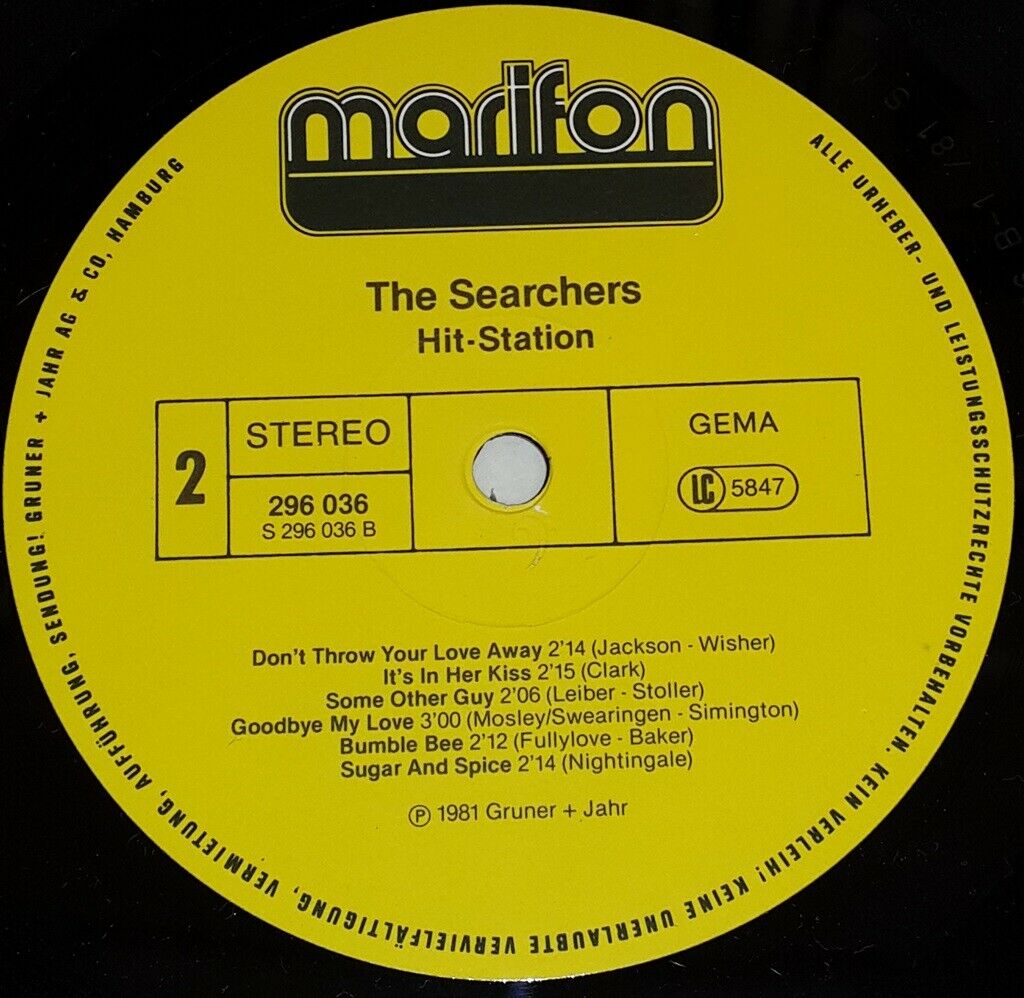 marifon
The Searchers
Hit-Station
2
STEREO
296 036
S 296 036 B
GEMA
LC 5847
Don't Throw Your Love Away 2'14 (Jackson - Wisher)
It's In Her Kiss 2'15 (Clark)
Some Other Guy 2'06 (Leiber - Stoller)
Goodbye My Love 3'00 (Mosley/Swearingen - Simington)
Bumble Bee 2'12 (Fullylove - Baker)
Sugar And Spice 2'14 (Nightingale)
Ⓟ 1981 Gruner + Jahr
ALLE URHEBER- UND LEISTUNGSSCHUTZRECHTE VORBEHALTEN. KEIN VERLEIH! KEINE UNERLAUBTE VERVIELFÄLTIGUNG, VERMIETUNG, AUFFÜHRUNG, SENDUNG! GRUNER + JAHR AG & CO, HAMBURG